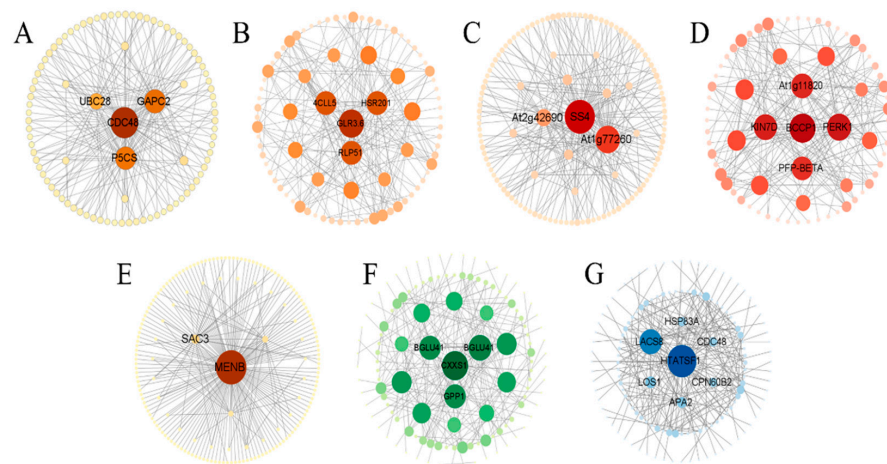 A
B
C
D
UBC28
GAPC2
CDC48
P5CS
4CLL5
HSR201
GLR3.6
RLP51
At2g42690
SS4
At1g77260
At1g11820
KIN7D
BCCP1
PERK1
PFP-BETA
E
F
G
SAC3
MENB
BGLU41
BGLU41
CXXS1
GPP1
HSP83A
LACS8
CDC48
HTATSF1
LOS1
CPN60B2
APA2